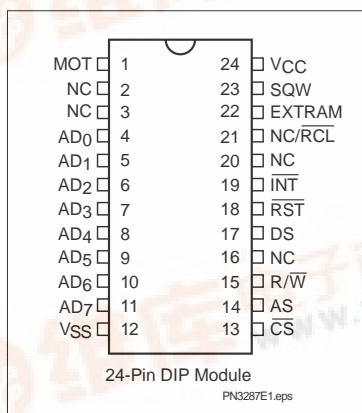 MOT 1 24 VCC
NC 2 23 SQW
NC 3 22 EXTRAM
AD0 4 21 NC/RCL
AD1 5 20 NC
AD2 6 19 INT
AD3 7 18 RST
AD4 8 17 DS
AD5 9 16 NC
AD6 10 15 R/W
AD7 11 14 AS
VSS 12 13 CS
24-Pin DIP Module
PN3287E1.eps